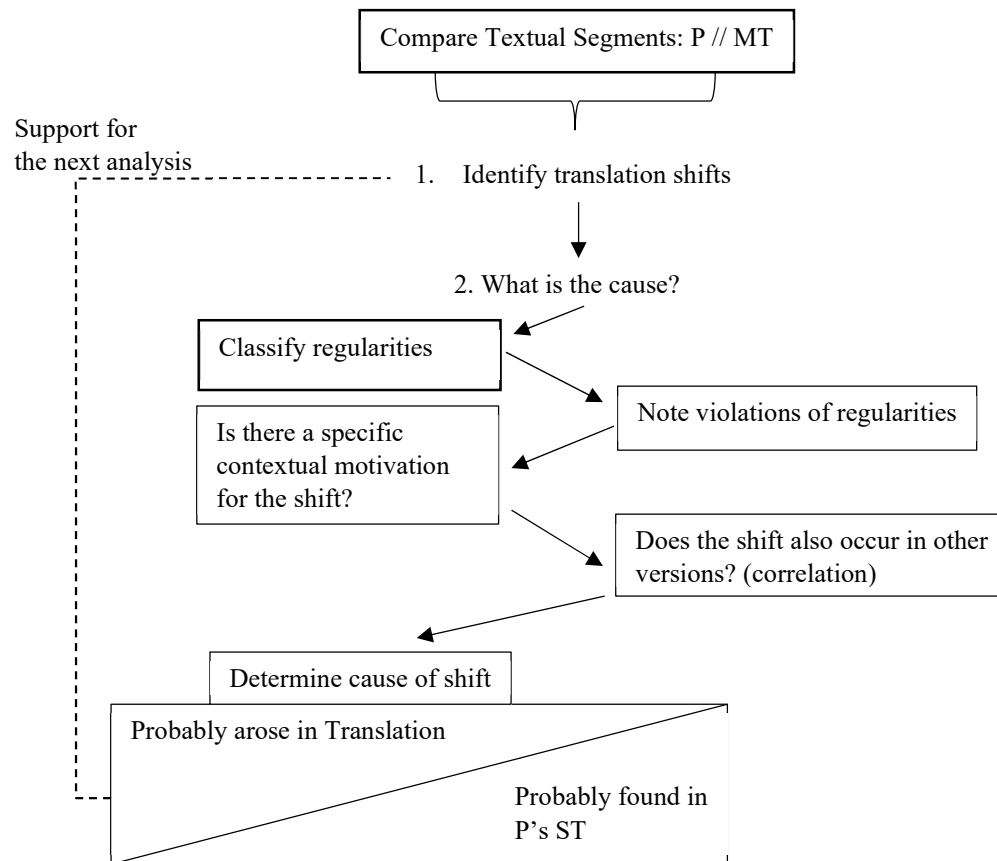 Compare Textual Segments: P // MT
Support for
the next analysis
1. Identify translation shifts
2. What is the cause?
Classify regularities
Note violations of regularities
Is there a specific
contextual motivation
for the shift?
Does the shift also occur in other
versions? (correlation)
Determine cause of shift
Probably arose in Translation
Probably found in
P’s ST